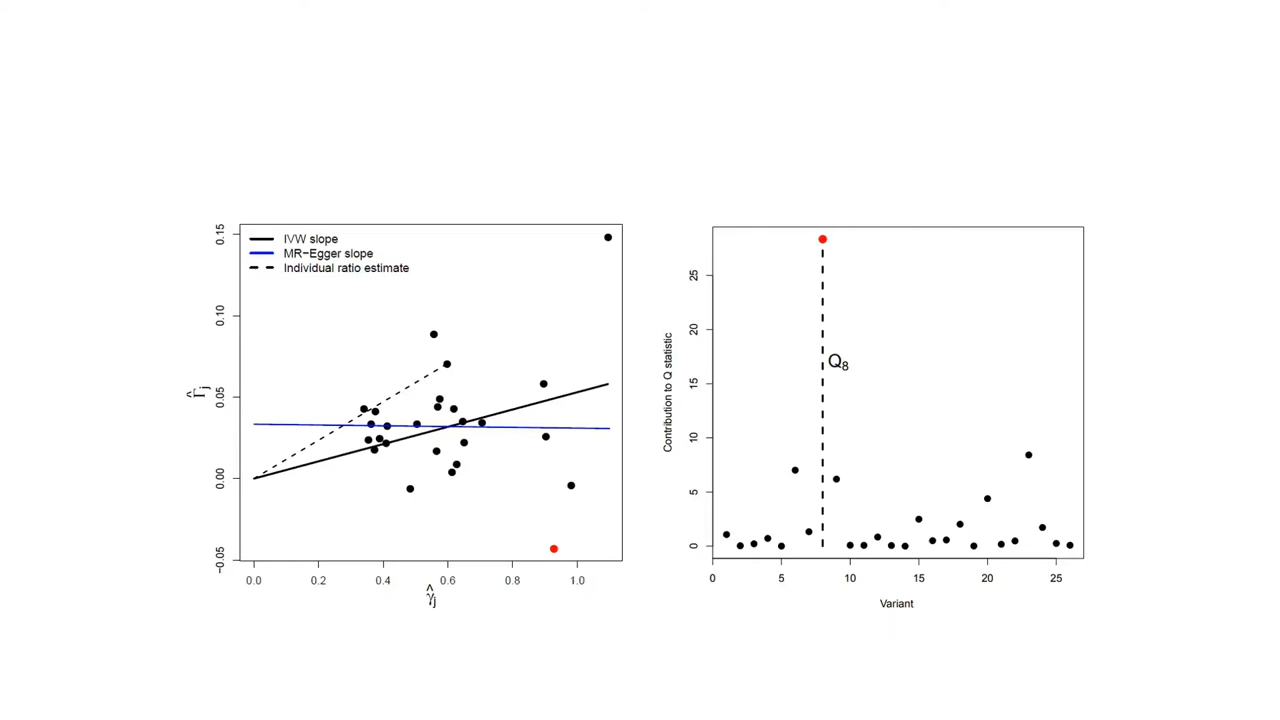 IVW slope
MR−Egger slope
Individual ratio estimate
0.15
0.10
0.05
0.00
−0.05
Γ̂j
0.0 0.2 0.4 0.6 0.8 1.0
γ̂j
25
20
15
10
5
0
Contribution to Q statistic
Q8
0 5 10 15 20 25
Variant